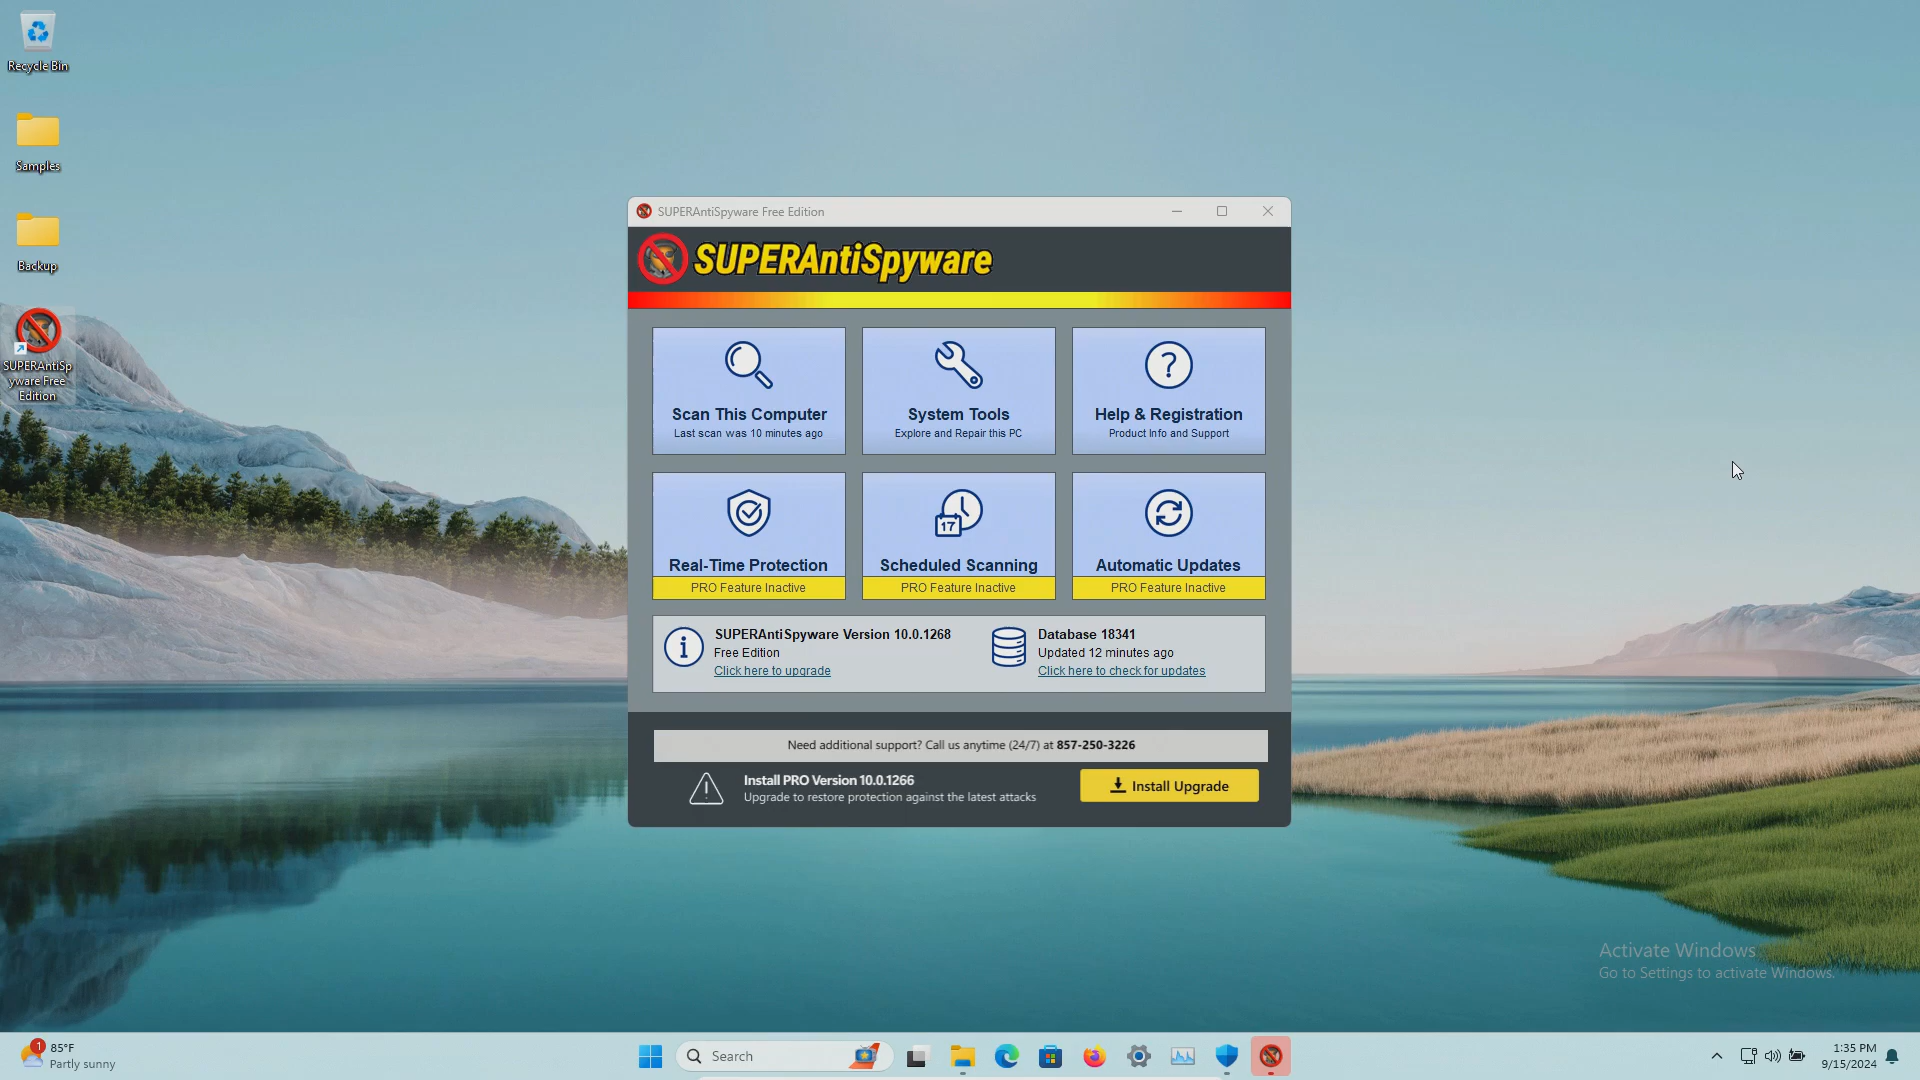 Recycle Bin
Samples
Backup
SUPERAntiSp
yware Free
Edition
SUPERAntiSpyware Free Edition
SUPERAntiSpyware
Scan This Computer
Last scan was 10 minutes ago
System Tools
Explore and Repair this PC
Help & Registration
Product Info and Support
Real-Time Protection
PRO Feature Inactive
17
Scheduled Scanning
PRO Feature Inactive
Automatic Updates
PRO Feature Inactive
SUPERAntiSpyware Version 10.0.1268
Free Edition
Click here to upgrade
Database 18341
Updated 12 minutes ago
Click here to check for updates
Need additional support? Call us anytime (24/7) at 857-250-3226
Install PRO Version 10.0.1266
Upgrade to restore protection against the latest attacks
Install Upgrade
Activate Windows
Go to Settings to activate Windows.
1
85°F
Partly sunny
Search
1:35 PM
9/15/2024